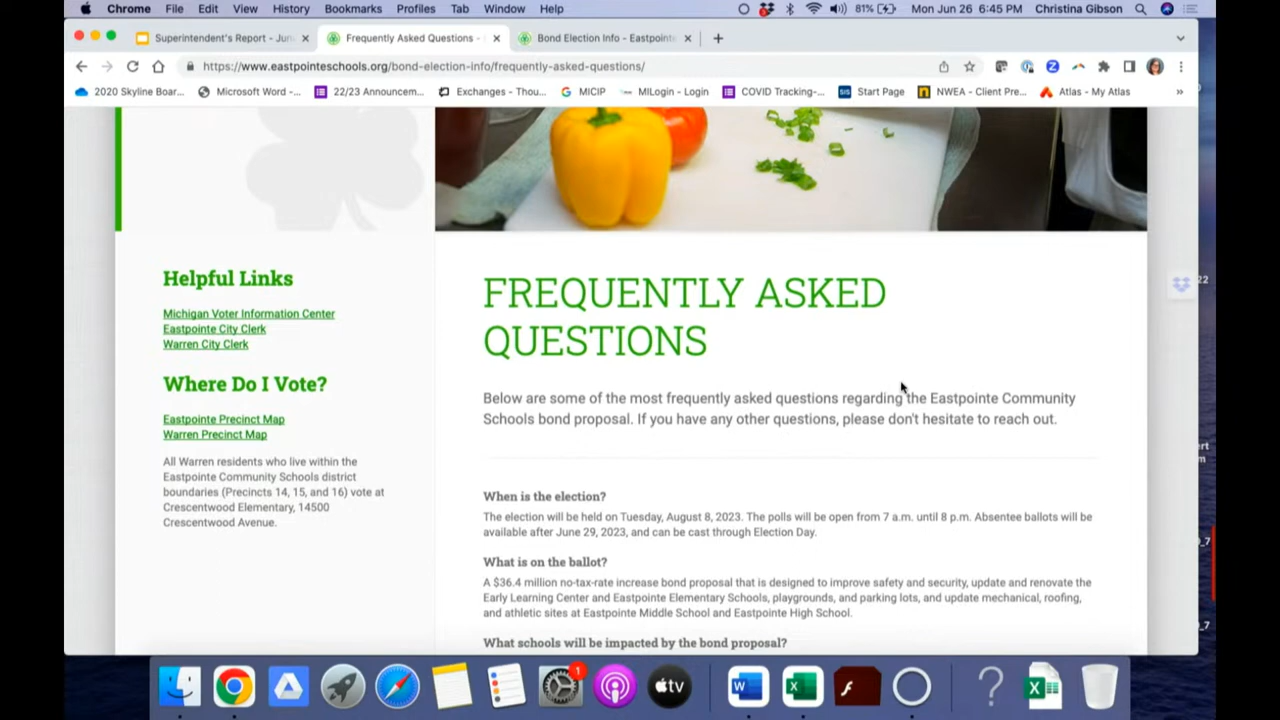 Chrome File Edit View History Bookmarks Profiles Tab Window Help 81% Mon Jun 26 6:45 PM Christina Gibson
Superintendent's Report - Jun Frequently Asked Questions - Bond Election Info - Eastpointe
https://www.eastpointeschools.org/bond-election-info/frequently-asked-questions/
2020 Skyline Boar... Microsoft Word -... 22/23 Announcem... Exchanges - Thou... MICIP MILogin - Login COVID Tracking-... SIS Start Page NWEA - Client Pre... Atlas - My Atlas »
Helpful Links
Michigan Voter Information Center
Eastpointe City Clerk
Warren City Clerk
Where Do I Vote?
Eastpointe Precinct Map
Warren Precinct Map
All Warren residents who live within the
Eastpointe Community Schools district
boundaries (Precincts 14, 15, and 16) vote at
Crescentwood Elementary, 14500
Crescentwood Avenue.
FREQUENTLY ASKED
QUESTIONS
Below are some of the most frequently asked questions regarding the Eastpointe Community
Schools bond proposal. If you have any other questions, please don't hesitate to reach out.
When is the election?
The election will be held on Tuesday, August 8, 2023. The polls will be open from 7 a.m. until 8 p.m. Absentee ballots will be
available after June 29, 2023, and can be cast through Election Day.
What is on the ballot?
A $36.4 million no-tax-rate increase bond proposal that is designed to improve safety and security, update and renovate the
Early Learning Center and Eastpointe Elementary Schools, playgrounds, and parking lots, and update mechanical, roofing,
and athletic sites at Eastpointe Middle School and Eastpointe High School.
What schools will be impacted by the bond proposal?
1
tv